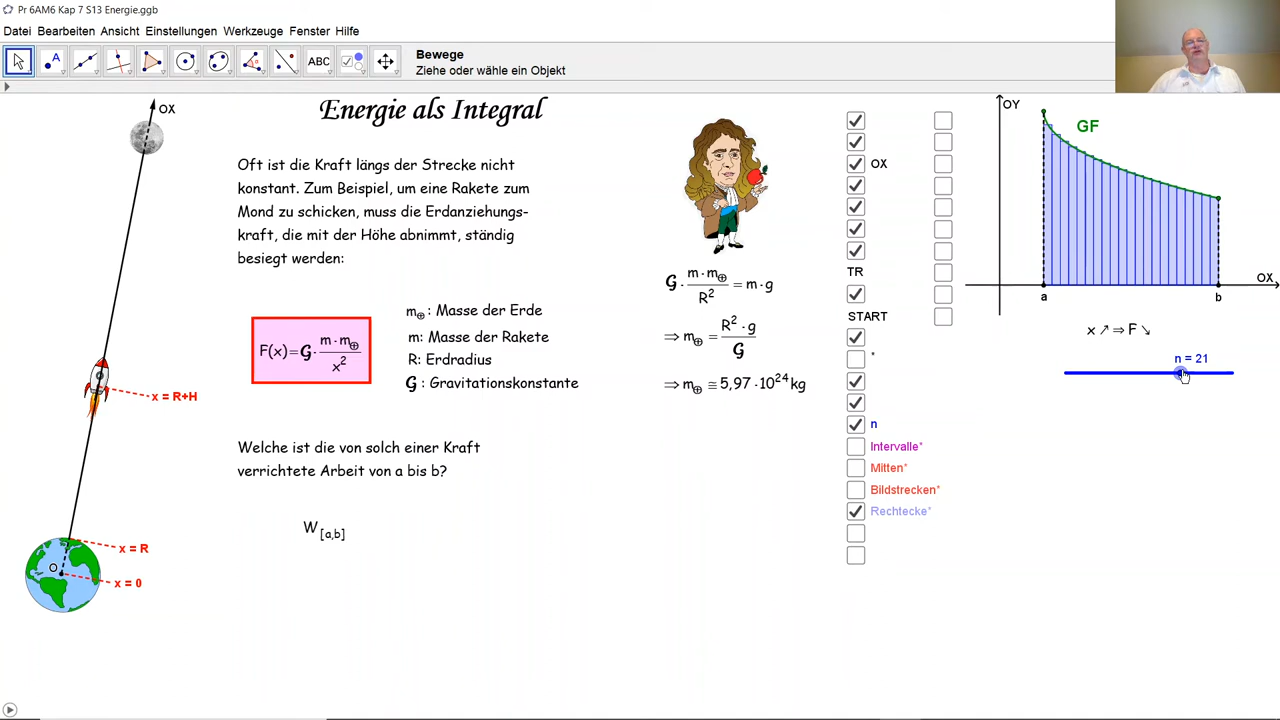 Pr 6AM6 Kap 7 S13 Energie.ggb
Datei Bearbeiten Ansicht Einstellungen Werkzeuge Fenster Hilfe
A
ABC
Bewege
Ziehe oder wähle ein Objekt
OX
Energie als Integral
Oft ist die Kraft längs der Strecke nicht
konstant. Zum Beispiel, um eine Rakete zum
Mond zu schicken, muss die Erdanziehungs-
kraft, die mit der Höhe abnimmt, ständig
besiegt werden:
F(x)=G·m·m⊕/x²
m⊕ : Masse der Erde
m: Masse der Rakete
R: Erdradius
G : Gravitationskonstante
x = R+H
Welche ist die von solch einer Kraft
verrichtete Arbeit von a bis b?
W[a,b]
x = R
O
x = 0
G·m·m⊕/R² = m·g
⇒ m⊕ = R²·g/G
⇒ m⊕ ≅ 5,97·10²⁴ kg
OX
TR
START
*
n
Intervalle*
Mitten*
Bildstrecken*
Rechtecke*
OY
GF
OX
a b
x ↗ ⇒ F ↘
n = 21